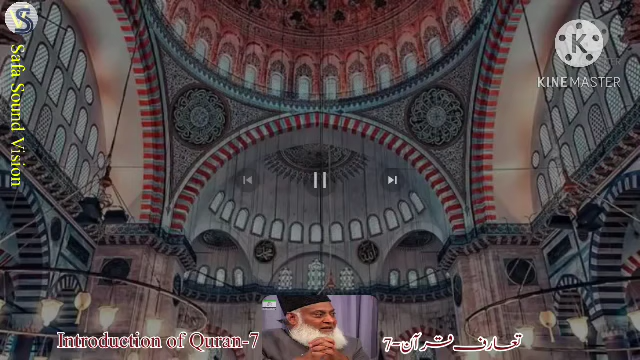 Safa Sound Vision
KINEMASTER
Introduction of Quran-7
تعارف قرآن-7